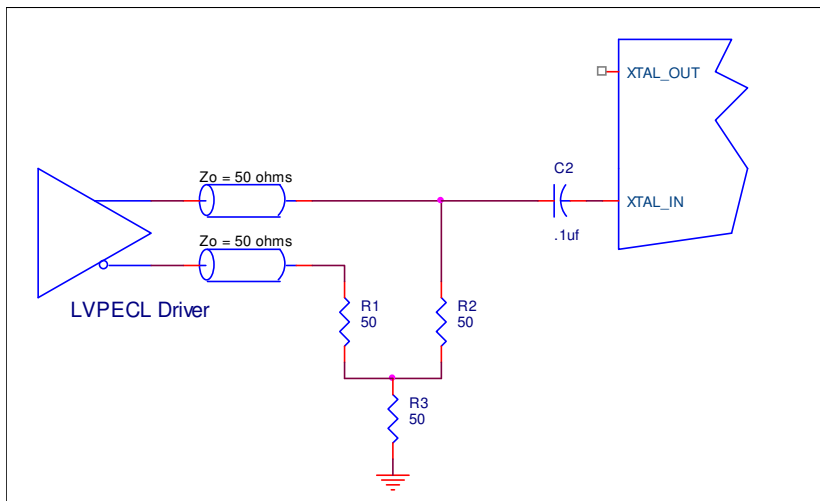 XTAL_OUT
C2
Zo = 50 ohms
XTAL_IN
.1uf
Zo = 50 ohms
LVPECL Driver
R1
50
R2
50
R3
50